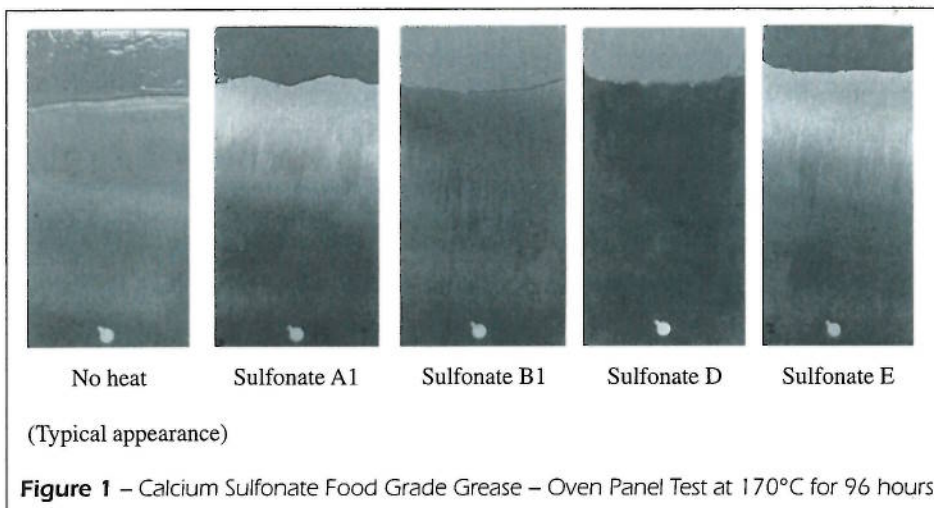 No heat Sulfonate A1 Sulfonate B1 Sulfonate D Sulfonate E
(Typical appearance)
Figure 1 – Calcium Sulfonate Food Grade Grease – Oven Panel Test at 170°C for 96 hours